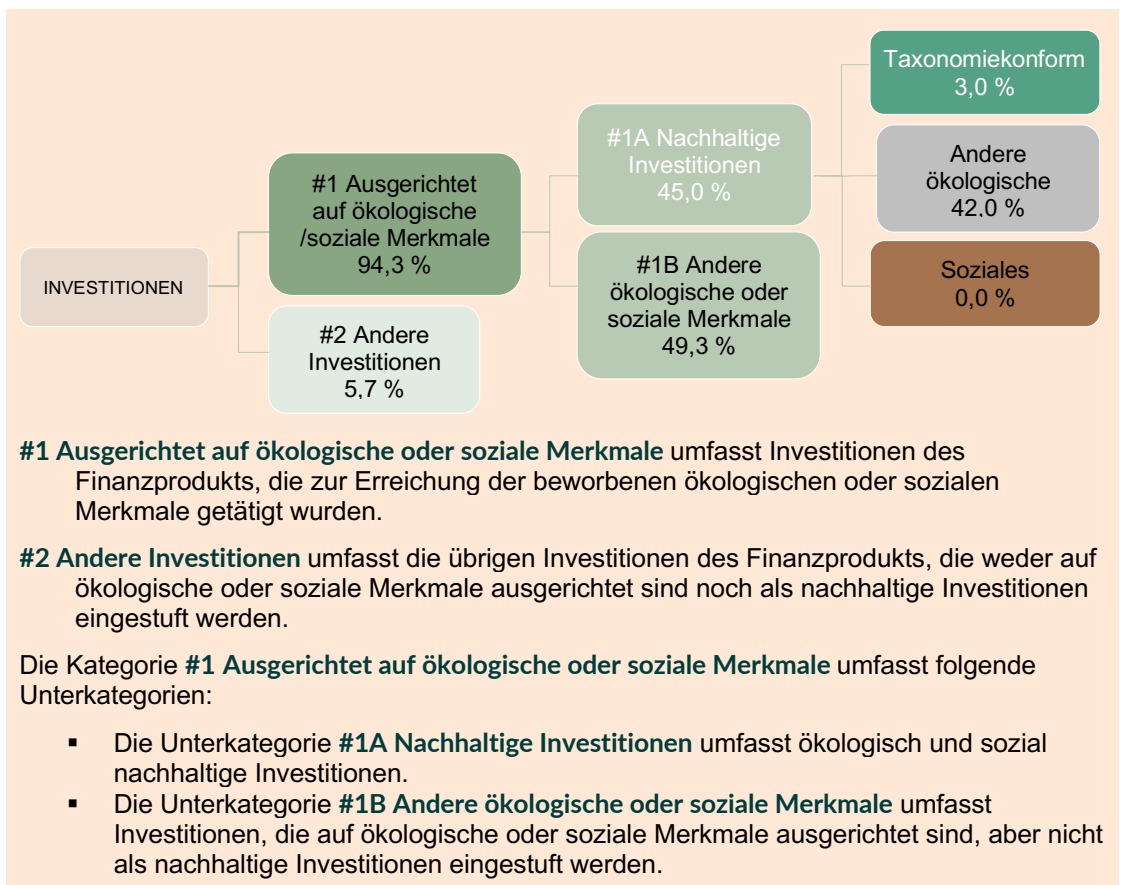 INVESTITIONEN
#1 Ausgerichtet
auf ökologische
/soziale Merkmale
94,3 %
#2 Andere
Investitionen
5,7 %
#1A Nachhaltige
Investitionen
45,0 %
#1B Andere
ökologische oder
soziale Merkmale
49,3 %
Taxonomiekonform
3,0 %
Andere
ökologische
42,0 %
Soziales
0,0 %
#1 Ausgerichtet auf ökologische oder soziale Merkmale umfasst Investitionen des
Finanzprodukts, die zur Erreichung der beworbenen ökologischen oder sozialen
Merkmale getätigt wurden.
#2 Andere Investitionen umfasst die übrigen Investitionen des Finanzprodukts, die weder auf
ökologische oder soziale Merkmale ausgerichtet sind noch als nachhaltige Investitionen
eingestuft werden.
Die Kategorie #1 Ausgerichtet auf ökologische oder soziale Merkmale umfasst folgende
Unterkategorien:
▪ Die Unterkategorie #1A Nachhaltige Investitionen umfasst ökologisch und sozial
nachhaltige Investitionen.
▪ Die Unterkategorie #1B Andere ökologische oder soziale Merkmale umfasst
Investitionen, die auf ökologische oder soziale Merkmale ausgerichtet sind, aber nicht
als nachhaltige Investitionen eingestuft werden.